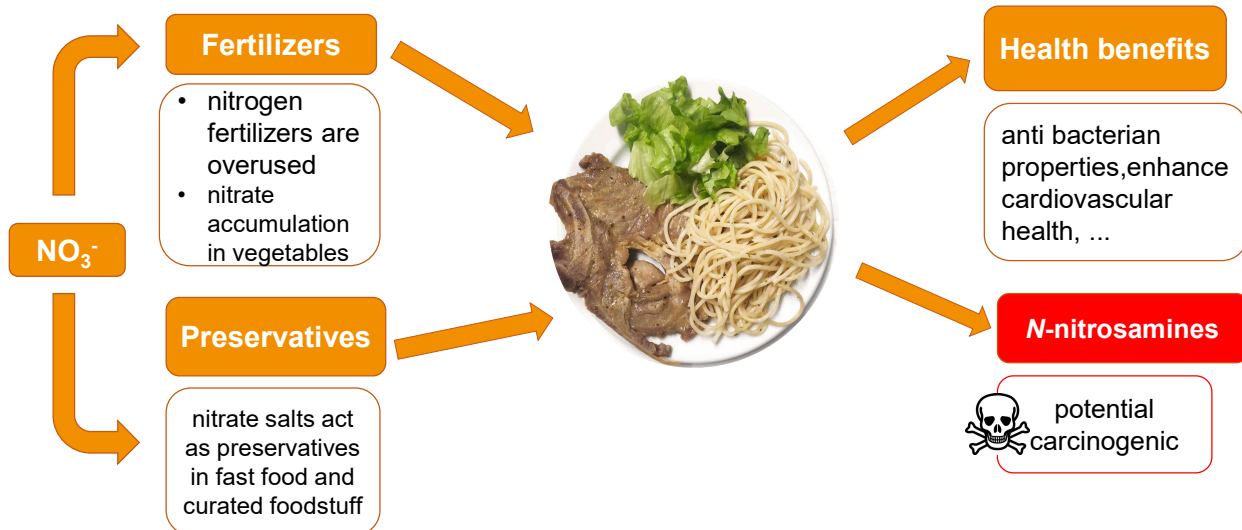 NO₃⁻
Fertilizers
• nitrogen
fertilizers are
overused
• nitrate
accumulation
in vegetables
Preservatives
nitrate salts act
as preservatives
in fast food and
curated foodstuff
Health benefits
anti bacterian
properties,enhance
cardiovascular
health, ...
N-nitrosamines
potential
carcinogenic